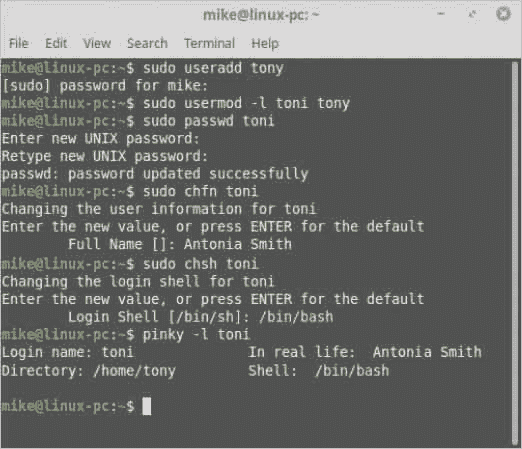 mike@linux-pc: ~
File Edit View Search Terminal Help
mike@linux-pc:~$ sudo useradd tony
[sudo] password for mike:
mike@linux-pc:~$ sudo usermod -l toni tony
mike@linux-pc:~$ sudo passwd toni
Enter new UNIX password:
Retype new UNIX password:
passwd: password updated successfully
mike@linux-pc:~$ sudo chfn toni
Changing the user information for toni
Enter the new value, or press ENTER for the default
Full Name []: Antonia Smith
mike@linux-pc:~$ sudo chsh toni
Changing the login shell for toni
Enter the new value, or press ENTER for the default
Login Shell [/bin/sh]: /bin/bash
mike@linux-pc:~$ pinky -l toni
Login name: toni In real life: Antonia Smith
Directory: /home/tony Shell: /bin/bash
mike@linux-pc:~$